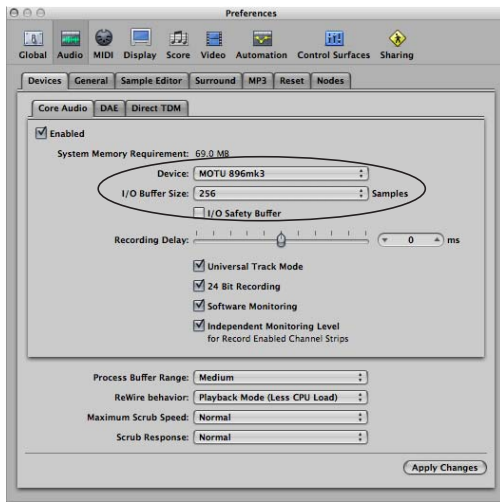 Preferences
Global Audio MIDI Display Score Video Automation Control Surfaces Sharing
Devices General Sample Editor Surround MP3 Reset Nodes
Core Audio DAE Direct TDM
Enabled
System Memory Requirement: 69.0 MB
Device: MOTU 896mk3
I/O Buffer Size: 256 Samples
I/O Safety Buffer
Recording Delay: 0 ms
Universal Track Mode
24 Bit Recording
Software Monitoring
Independent Monitoring Level
for Record Enabled Channel Strips
Process Buffer Range: Medium
ReWire behavior: Playback Mode (Less CPU Load)
Maximum Scrub Speed: Normal
Scrub Response: Normal
Apply Changes